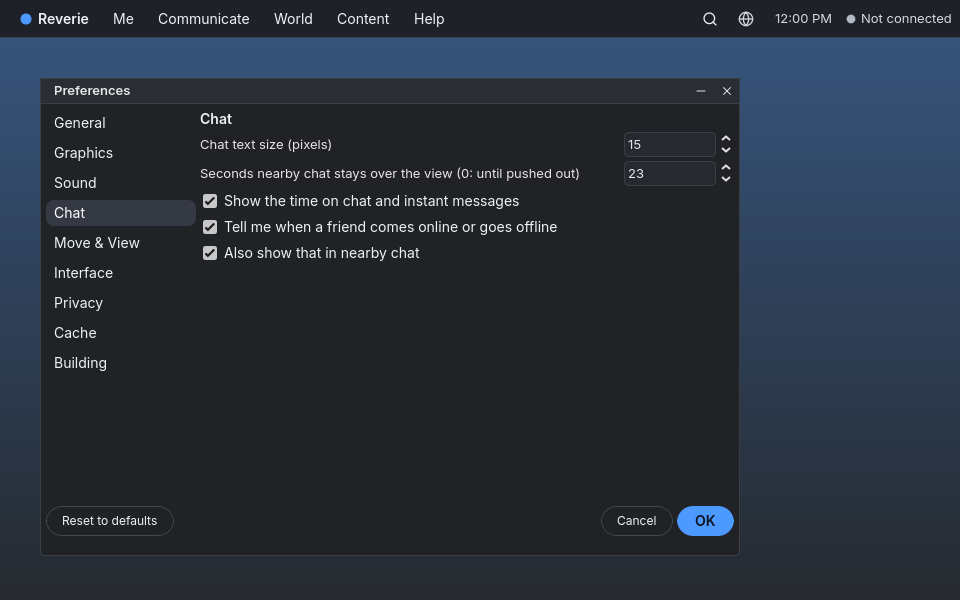 Reverie Me Communicate World Content Help 12:00 PM Not connected
Preferences
General
Graphics
Sound
Chat
Move & View
Interface
Privacy
Cache
Building
Chat
Chat text size (pixels) 15
Seconds nearby chat stays over the view (0: until pushed out) 23
Show the time on chat and instant messages
Tell me when a friend comes online or goes offline
Also show that in nearby chat
Reset to defaults Cancel OK